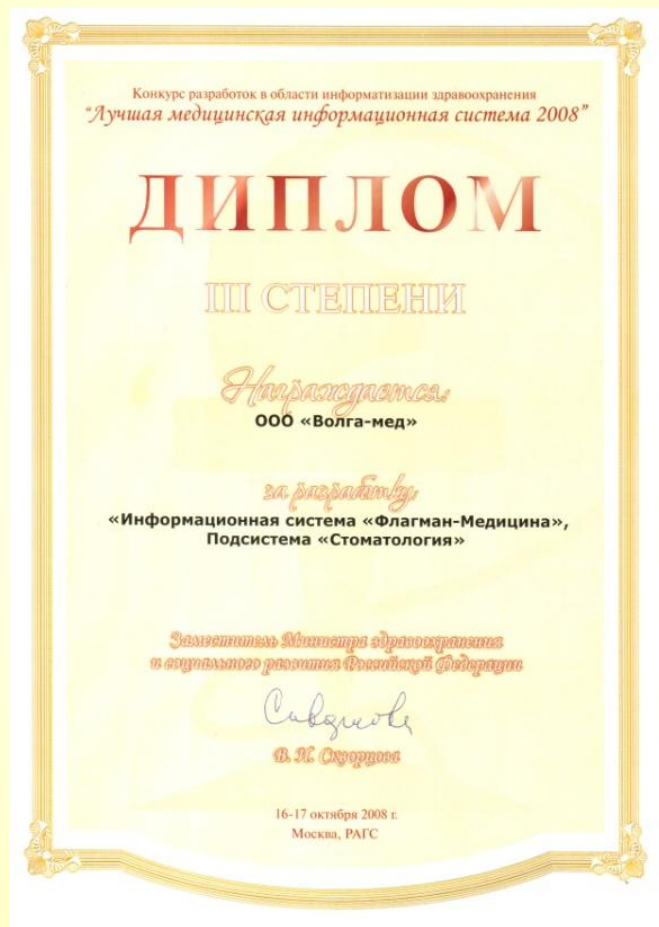 Конкурс разработок в области информатизации здравоохранения
"Лучшая медицинская информационная система 2008"
ДИПЛОМ
III СТЕПЕНИ
Награждается:
ООО «Волга-мед»
за разработку:
«Информационная система «Флагман-Медицина»,
Подсистема «Стоматология»
Заместитель Министра здравоохранения
и социального развития Российской Федерации
В. И. Скворцова
16-17 октября 2008 г.
Москва, РАГС